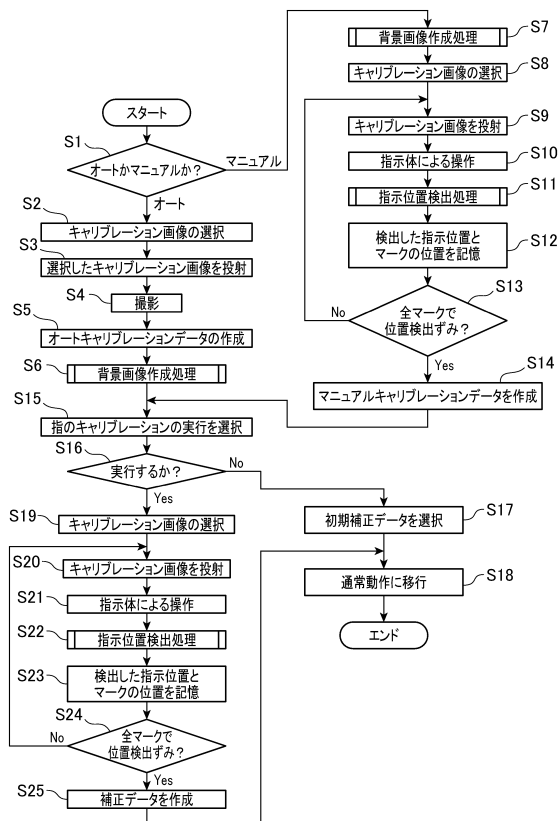 スタート
S1
オートかマニュアルか？
マニュアル
オート
S2
キャリブレーション画像の選択
S3
選択したキャリブレーション画像を投射
S4
撮影
S5
オートキャリブレーションデータの作成
S6
背景画像作成処理
S7
背景画像作成処理
S8
キャリブレーション画像の選択
S9
キャリブレーション画像を投射
S10
指示体による操作
S11
指示位置検出処理
S12
検出した指示位置と
マークの位置を記憶
S13
全マークで
位置検出ずみ？
No
Yes
S14
マニュアルキャリブレーションデータを作成
S15
指のキャリブレーションの実行を選択
S16
実行するか？
No
Yes
S17
初期補正データを選択
S18
通常動作に移行
エンド
S19
キャリブレーション画像の選択
S20
キャリブレーション画像を投射
S21
指示体による操作
S22
指示位置検出処理
S23
検出した指示位置と
マークの位置を記憶
S24
全マークで
位置検出ずみ？
No
Yes
S25
補正データを作成